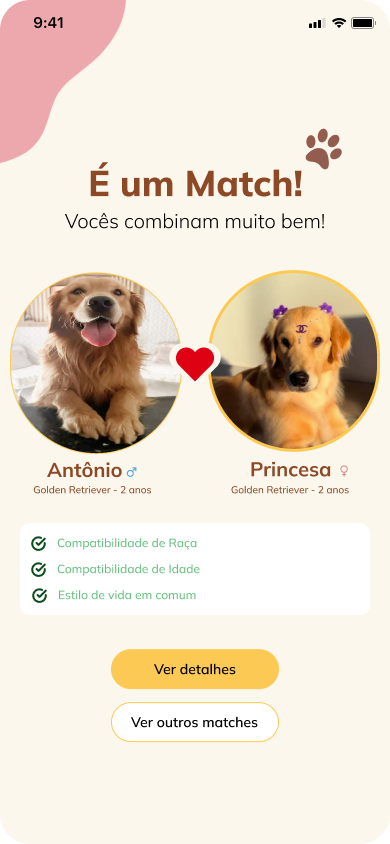 9:41
É um Match!
Vocês combinam muito bem!
Antônio ♂
Princesa ♀
Golden Retriever - 2 anos
Golden Retriever - 2 anos
Compatibilidade de Raça
Compatibilidade de Idade
Estilo de vida em comum
Ver detalhes
Ver outros matches